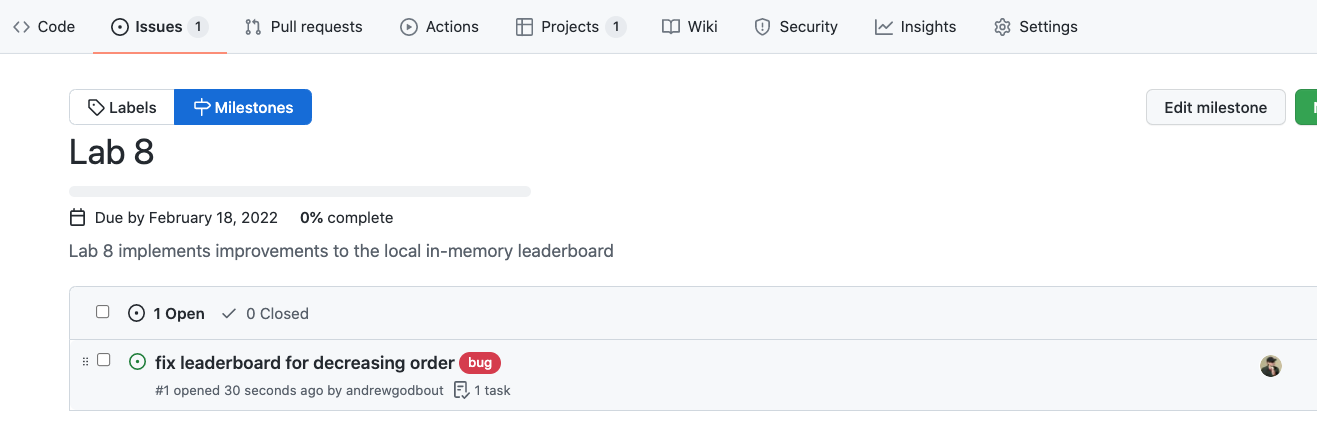 Code Issues 1 Pull requests Actions Projects 1 Wiki Security Insights Settings
Labels Milestones Edit milestone
Lab 8
Due by February 18, 2022 0% complete
Lab 8 implements improvements to the local in-memory leaderboard
1 Open 0 Closed
fix leaderboard for decreasing order bug
#1 opened 30 seconds ago by andrewgodbout 1 task